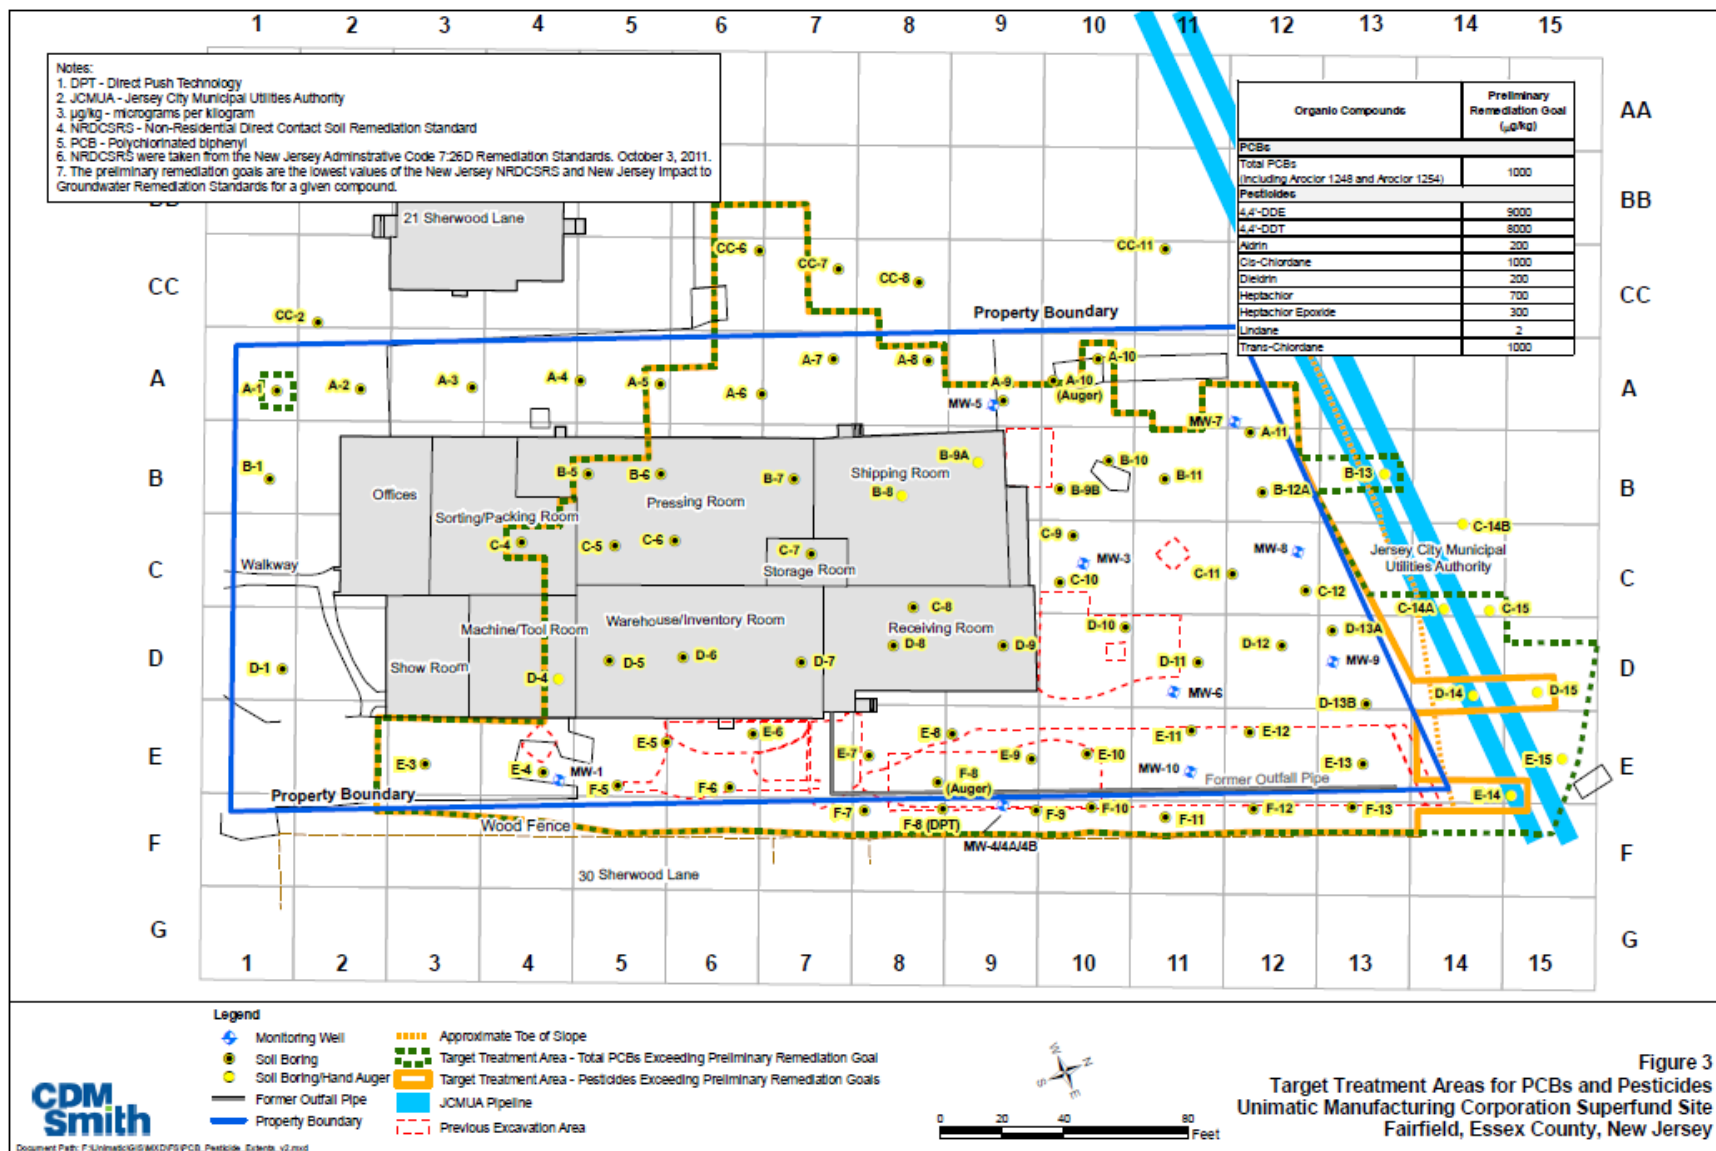 1 2 3 4 5 6 7 8 9 10 11 12 13 14 15
Notes:
1. DPT - Direct Push Technology
2. JCMUA - Jersey City Municipal Utilities Authority
3. µg/kg - micrograms per kilogram
4. NRDCSRS - Non-Residential Direct Contact Soil Remediation Standard
5. PCB - Polychlorinated biphenyl
6. NRDCSRS were taken from the New Jersey Adminstrative Code 7:26D Remediation Standards. October 3, 2011.
7. The preliminary remediation goals are the lowest values of the New Jersey NRDCSRS and New Jersey Impact to
Groundwater Remediation Standards for a given compound.
Organic Compounds
Preliminary
Remediation Goal
(µg/kg)
PCBs
Total PCBs
(Including Aroclor 1248 and Aroclor 1254) 1000
Pesticides
4,4'-DDE 9000
4,4'-DDT 8000
Aldrin 200
Cis-Chlordane 1000
Dieldrin 200
Heptachlor 700
Heptachlor Epoxide 300
Lindane 2
Trans-Chlordane 1000
AA
BB
21 Sherwood Lane
CC-6 CC-11
CC-7
CC-8
CC CC
CC-2
Property Boundary
A A
A-1 A-2 A-3 A-4 A-5 A-6 A-7 A-8 A-9 A-10
A-10
(Auger)
MW-5 MW-7
A-11
B B
B-1 B-5 B-6 B-7 B-8 B-9A B-9B B-10 B-11 B-12A B-13
Offices
Sorting/Packing Room
Pressing Room
Shipping Room
C C
C-4 C-5 C-6 C-7 C-9 C-10 C-11 C-12 C-14B
MW-3 MW-8
Storage Room
Walkway
Jersey City Municipal
Utilities Authority
C-8 C-14A C-15
Machine/Tool Room
Warehouse/Inventory Room
Receiving Room
Show Room
D D
D-1 D-4 D-5 D-6 D-7 D-8 D-9 D-10 D-11 D-12 D-13A D-13B D-14 D-15
MW-9
MW-6
E E
E-3 E-4 E-5 E-6 E-7 E-8 E-9 E-10 E-11 E-12 E-13 E-14 E-15
MW-1 MW-10
Former Outfall Pipe
F-5 F-6 F-8
(Auger)
Property Boundary
F-7 F-8 (DPT) F-9 F-10 F-11 F-12 F-13
Wood Fence
MW-4/4A/4B
F F
30 Sherwood Lane
G G
1 2 3 4 5 6 7 8 9 10 11 12 13 14 15
Legend
Monitoring Well
Soil Boring
Soil Boring/Hand Auger
Former Outfall Pipe
Property Boundary
Approximate Toe of Slope
Target Treatment Area - Total PCBs Exceeding Preliminary Remediation Goal
Target Treatment Area - Pesticides Exceeding Preliminary Remediation Goals
JCMUA Pipeline
Previous Excavation Area
W N
S E
0 20 40 80
Feet
Figure 3
Target Treatment Areas for PCBs and Pesticides
Unimatic Manufacturing Corporation Superfund Site
Fairfield, Essex County, New Jersey
CDM
Smith